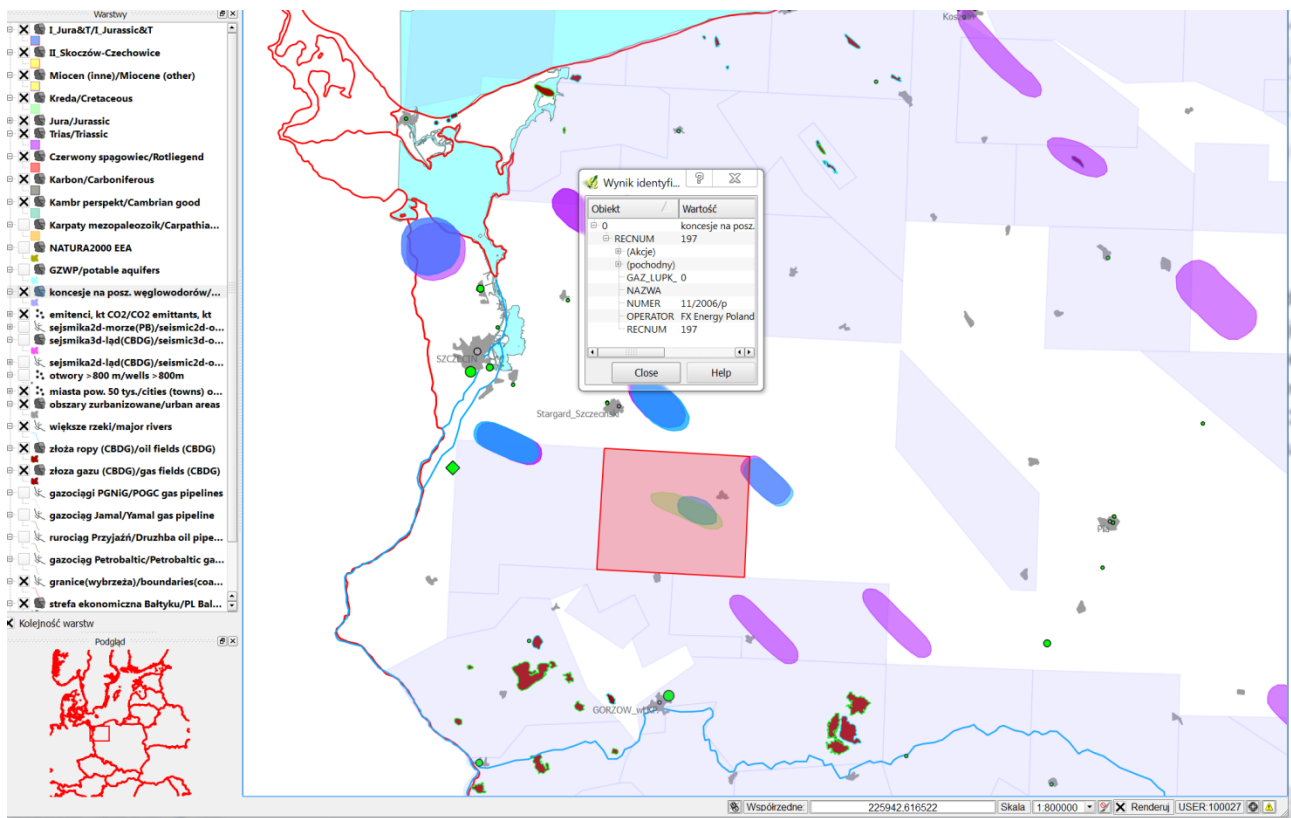 Warstwy
I_Jura&T/I_Jurassic&T
II_Skoczów-Czechowice
Miocen (inne)/Miocene (other)
Kreda/Cretaceous
Jura/Jurassic
Trias/Triassic
Czerwony spągowiec/Rotliegend
Karbon/Carboniferous
Kambr perspekt/Cambrian good
Karpaty mezopaleozoik/Carpathia...
NATURA2000 EEA
GZWP/potable aquifers
koncesje na posz. węglowodorów/...
emitenci, kt CO2/CO2 emittants, kt
sejsmika2d-morze(PB)/seismic2d-o...
sejsmika3d-ląd(CBDG)/seismic3d-o...
sejsmika2d-ląd(CBDG)/seismic2d-o...
otwory >800 m/wells >800m
miasta pow. 50 tys./cities (towns) o...
obszary zurbanizowane/urban areas
większe rzeki/major rivers
złoża ropy (CBDG)/oil fields (CBDG)
złoza gazu (CBDG)/gas fields (CBDG)
gazociągi PGNiG/POGC gas pipelines
gazociąg Jamal/Yamal gas pipeline
rurociąg Przyjaźń/Druzhba oil pipe...
gazociąg Petrobaltic/Petrobaltic ga...
granice(wybrzeża)/boundaries(coa...
strefa ekonomiczna Bałtyku/PL Bal...
Kolejność warstw
Podgląd
Wynik identyfi...
Obiekt
Wartość
0
koncesje na posz.
RECNUM
197
(Akcje)
(pochodny)
GAZ_LUPK_
0
NAZWA
NUMER
11/2006/p
OPERATOR
FX Energy Poland
RECNUM
197
Close
Help
SZCZECIN
Stargard_Szczeciński
Współrzedne:
225942.616522
Skala
1:800000
Renderuj
USER:100027